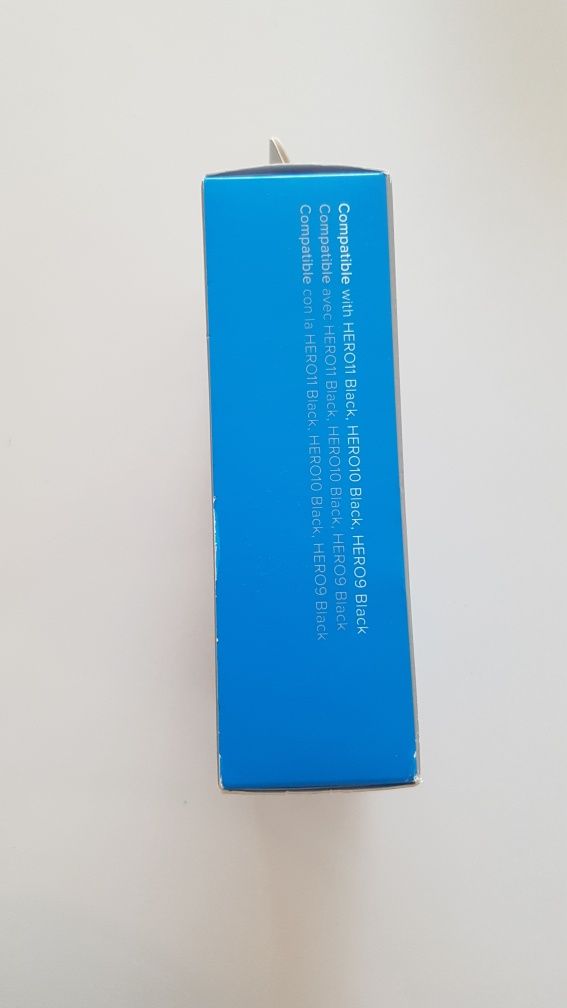 Compatible with HERO11 Black, HERO10 Black, HERO9 Black
Compatible avec HERO11 Black, HERO10 Black, HERO9 Black
Compatible con la HERO11 Black, HERO10 Black, HERO9 Black